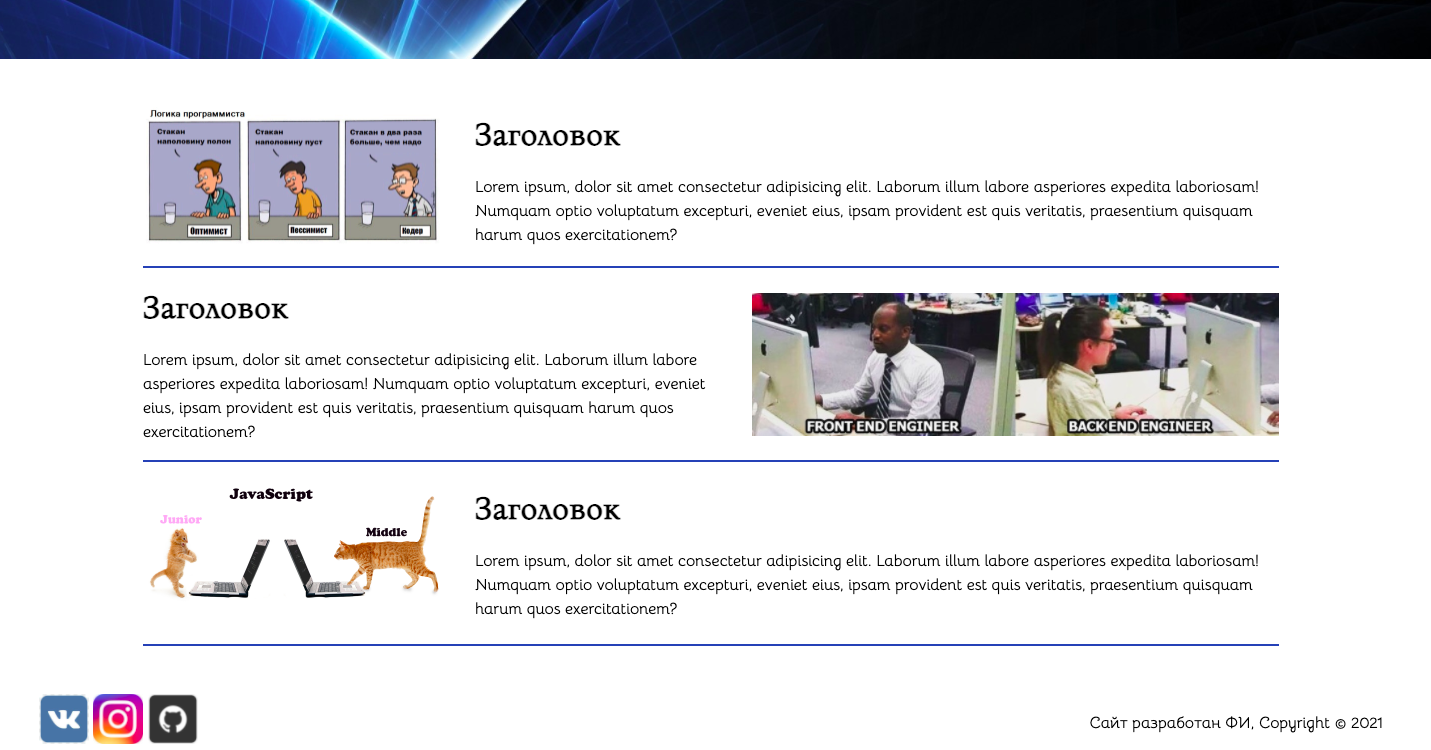 Логика программиста
Стакан
наполовину полон
Стакан
наполовину пуст
Стакан в два раза
больше, чем надо
Оптимист
Пессимист
Кодер
Заголовок
Lorem ipsum, dolor sit amet consectetur adipisicing elit. Laborum illum labore asperiores expedita laboriosam!
Numquam optio voluptatum excepturi, eveniet eius, ipsam provident est quis veritatis, praesentium quisquam
harum quos exercitationem?
Заголовок
Lorem ipsum, dolor sit amet consectetur adipisicing elit. Laborum illum labore
asperiores expedita laboriosam! Numquam optio voluptatum excepturi, eveniet
eius, ipsam provident est quis veritatis, praesentium quisquam harum quos
exercitationem?
FRONT END ENGINEER
BACK END ENGINEER
JavaScript
Junior
Middle
Заголовок
Lorem ipsum, dolor sit amet consectetur adipisicing elit. Laborum illum labore asperiores expedita laboriosam!
Numquam optio voluptatum excepturi, eveniet eius, ipsam provident est quis veritatis, praesentium quisquam
harum quos exercitationem?
Сайт разработан ФИ, Copyright © 2021